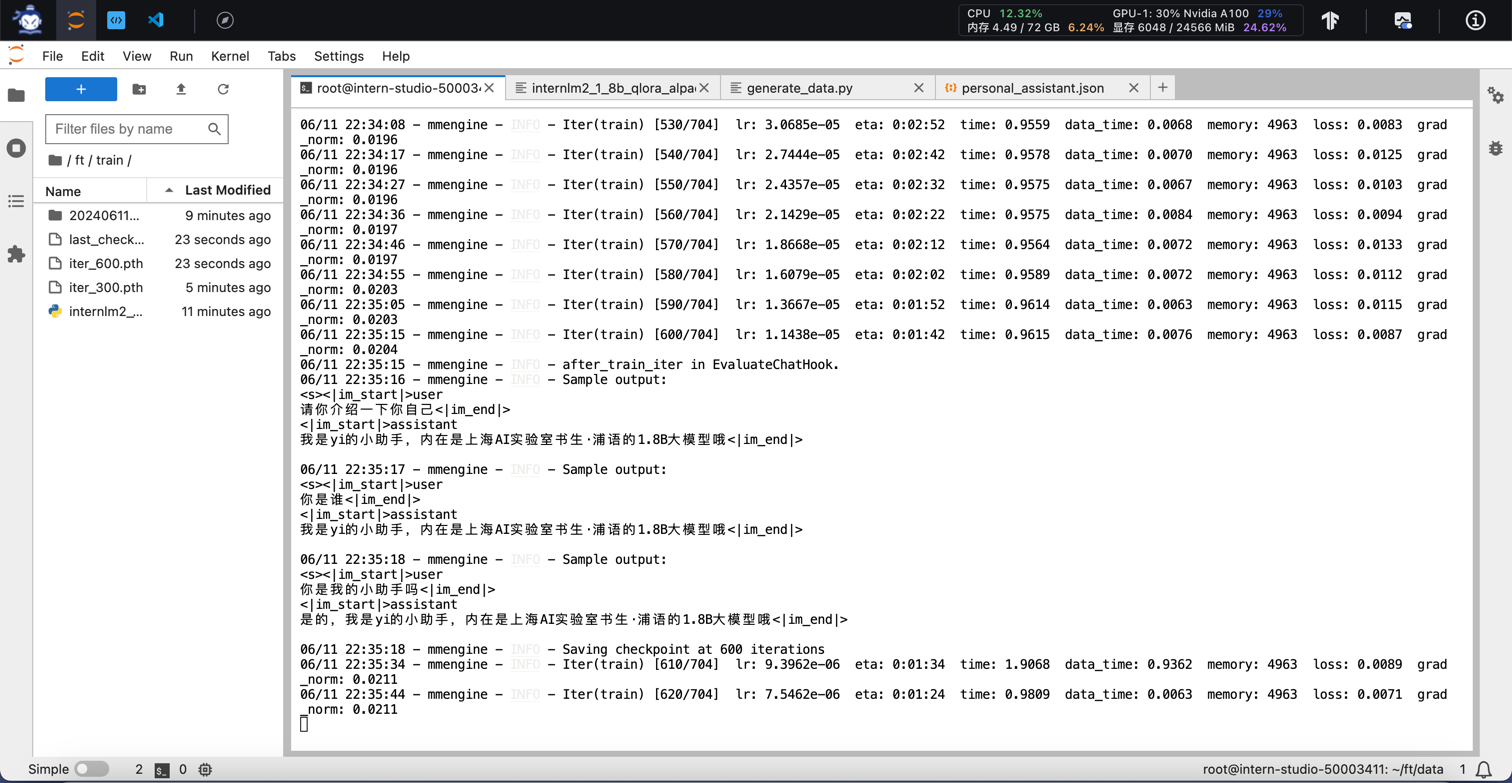 CPU 12.32% GPU-1: 30% Nvidia A100 29%
内存 4.49 / 72 GB 6.24% 显存 6048 / 24566 MiB 24.62%
File Edit View Run Kernel Tabs Settings Help
root@intern-studio-50003
internlm2_1_8b_qlora_alpa
generate_data.py
personal_assistant.json
Filter files by name
/ ft / train /
Name Last Modified
20240611... 9 minutes ago
last_check... 23 seconds ago
iter_600.pth 23 seconds ago
iter_300.pth 5 minutes ago
internlm2_... 11 minutes ago
06/11 22:34:08 - mmengine - INFO - Iter(train) [530/704] lr: 3.0685e-05 eta: 0:02:52 time: 0.9559 data_time: 0.0068 memory: 4963 loss: 0.0083 grad
_norm: 0.0196
06/11 22:34:17 - mmengine - INFO - Iter(train) [540/704] lr: 2.7444e-05 eta: 0:02:42 time: 0.9578 data_time: 0.0070 memory: 4963 loss: 0.0125 grad
_norm: 0.0196
06/11 22:34:27 - mmengine - INFO - Iter(train) [550/704] lr: 2.4357e-05 eta: 0:02:32 time: 0.9575 data_time: 0.0067 memory: 4963 loss: 0.0103 grad
_norm: 0.0196
06/11 22:34:36 - mmengine - INFO - Iter(train) [560/704] lr: 2.1429e-05 eta: 0:02:22 time: 0.9575 data_time: 0.0084 memory: 4963 loss: 0.0094 grad
_norm: 0.0197
06/11 22:34:46 - mmengine - INFO - Iter(train) [570/704] lr: 1.8668e-05 eta: 0:02:12 time: 0.9564 data_time: 0.0072 memory: 4963 loss: 0.0133 grad
_norm: 0.0197
06/11 22:34:55 - mmengine - INFO - Iter(train) [580/704] lr: 1.6079e-05 eta: 0:02:02 time: 0.9589 data_time: 0.0072 memory: 4963 loss: 0.0112 grad
_norm: 0.0203
06/11 22:35:05 - mmengine - INFO - Iter(train) [590/704] lr: 1.3667e-05 eta: 0:01:52 time: 0.9614 data_time: 0.0063 memory: 4963 loss: 0.0115 grad
_norm: 0.0203
06/11 22:35:15 - mmengine - INFO - Iter(train) [600/704] lr: 1.1438e-05 eta: 0:01:42 time: 0.9615 data_time: 0.0076 memory: 4963 loss: 0.0087 grad
_norm: 0.0204
06/11 22:35:15 - mmengine - INFO - after_train_iter in EvaluateChatHook.
06/11 22:35:16 - mmengine - INFO - Sample output:
<s><|im_start|>user
请你介绍一下你自己<|im_end|>
<|im_start|>assistant
我是yi的小助手，内在是上海AI实验室书生·浦语的1.8B大模型哦<|im_end|>
06/11 22:35:17 - mmengine - INFO - Sample output:
<s><|im_start|>user
你是谁<|im_end|>
<|im_start|>assistant
我是yi的小助手，内在是上海AI实验室书生·浦语的1.8B大模型哦<|im_end|>
06/11 22:35:18 - mmengine - INFO - Sample output:
<s><|im_start|>user
你是我的小助手吗<|im_end|>
<|im_start|>assistant
是的，我是yi的小助手，内在是上海AI实验室书生·浦语的1.8B大模型哦<|im_end|>
06/11 22:35:18 - mmengine - INFO - Saving checkpoint at 600 iterations
06/11 22:35:34 - mmengine - INFO - Iter(train) [610/704] lr: 9.3962e-06 eta: 0:01:34 time: 1.9068 data_time: 0.9362 memory: 4963 loss: 0.0089 grad
_norm: 0.0211
06/11 22:35:44 - mmengine - INFO - Iter(train) [620/704] lr: 7.5462e-06 eta: 0:01:24 time: 0.9809 data_time: 0.0063 memory: 4963 loss: 0.0071 grad
_norm: 0.0211
Simple 2 0 root@intern-studio-50003411: ~/ft/data 1